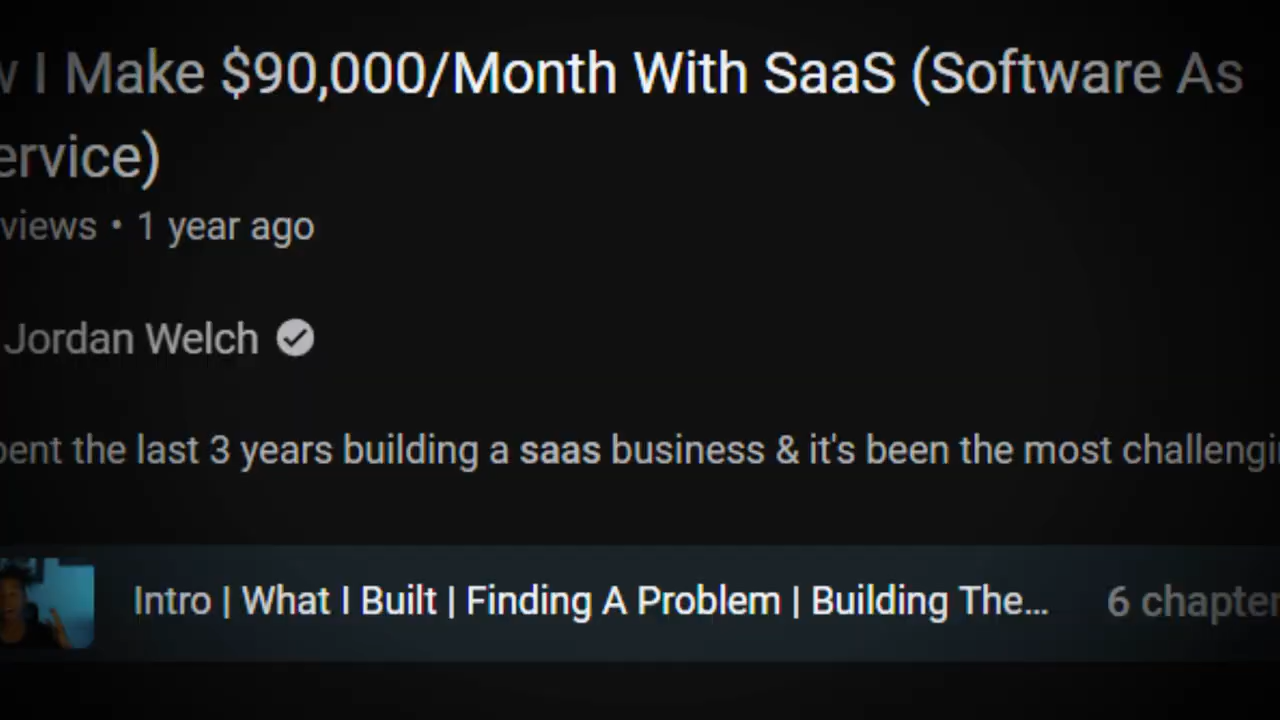 w I Make $90,000/Month With SaaS (Software As
ervice)
views • 1 year ago
Jordan Welch
pent the last 3 years building a saas business & it's been the most challengi
Intro | What I Built | Finding A Problem | Building The...
6 chapter